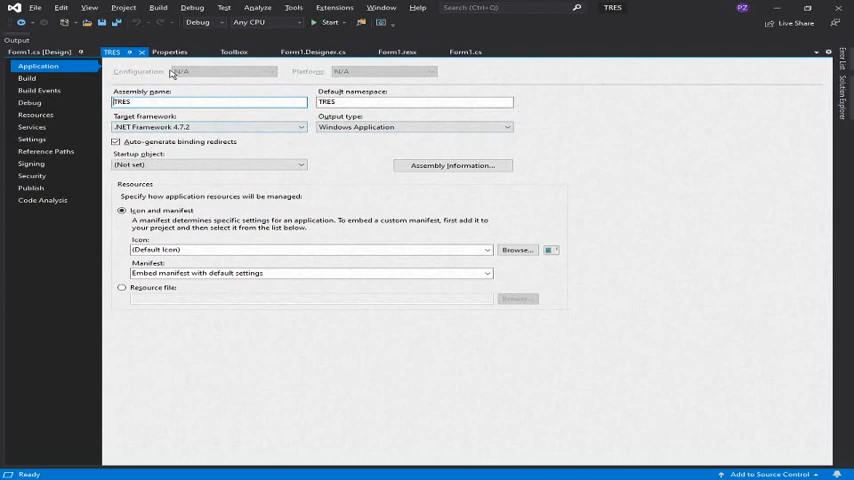 File Edit View Project Build Debug Test Analyze Tools Extensions Window Help Search (Ctrl+Q) TRES PZ
Debug Any CPU Start Live Share
Output
Form1.cs [Design] TRES Properties Toolbox Form1.Designer.cs Form1.resx Form1.cs
Error List
Solution Explorer
Application
Build
Build Events
Debug
Resources
Services
Settings
Reference Paths
Signing
Security
Publish
Code Analysis
Configuration: N/A Platform: N/A
Assembly name: Default namespace:
TRES TRES
Target framework: Output type:
.NET Framework 4.7.2 Windows Application
Auto-generate binding redirects
Startup object:
(Not set) Assembly Information...
Resources
Specify how application resources will be managed:
Icon and manifest
A manifest determines specific settings for an application. To embed a custom manifest, first add it to
your project and then select it from the list below.
Icon:
(Default Icon) Browse...
Manifest:
Embed manifest with default settings
Resource file:
Browse...
Ready Add to Source Control